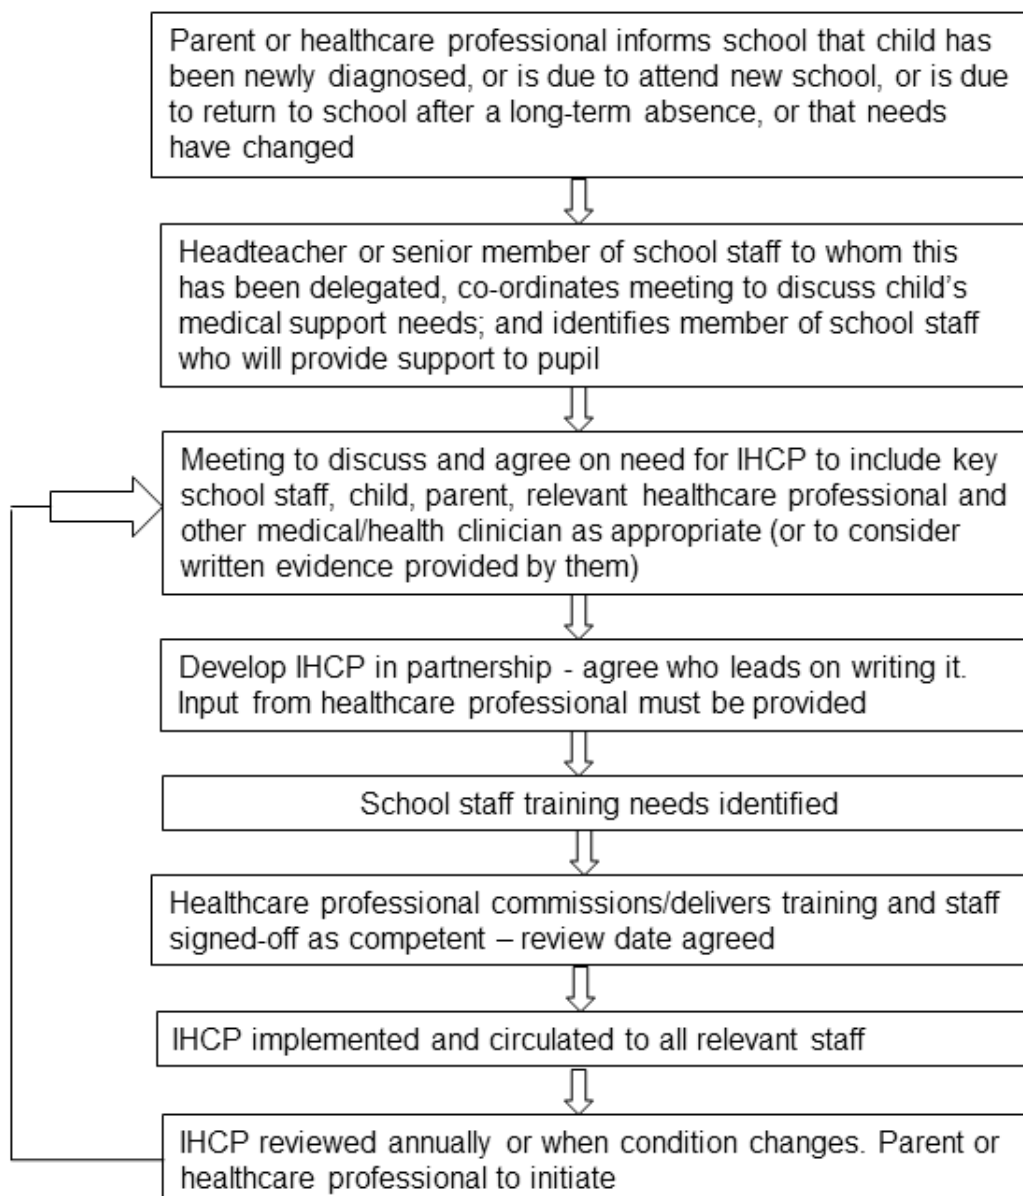 Parent or healthcare professional informs school that child has
been newly diagnosed, or is due to attend new school, or is due
to return to school after a long-term absence, or that needs
have changed
Headteacher or senior member of school staff to whom this
has been delegated, co-ordinates meeting to discuss child’s
medical support needs; and identifies member of school staff
who will provide support to pupil
Meeting to discuss and agree on need for IHCP to include key
school staff, child, parent, relevant healthcare professional and
other medical/health clinician as appropriate (or to consider
written evidence provided by them)
Develop IHCP in partnership - agree who leads on writing it.
Input from healthcare professional must be provided
School staff training needs identified
Healthcare professional commissions/delivers training and staff
signed-off as competent – review date agreed
IHCP implemented and circulated to all relevant staff
IHCP reviewed annually or when condition changes. Parent or
healthcare professional to initiate